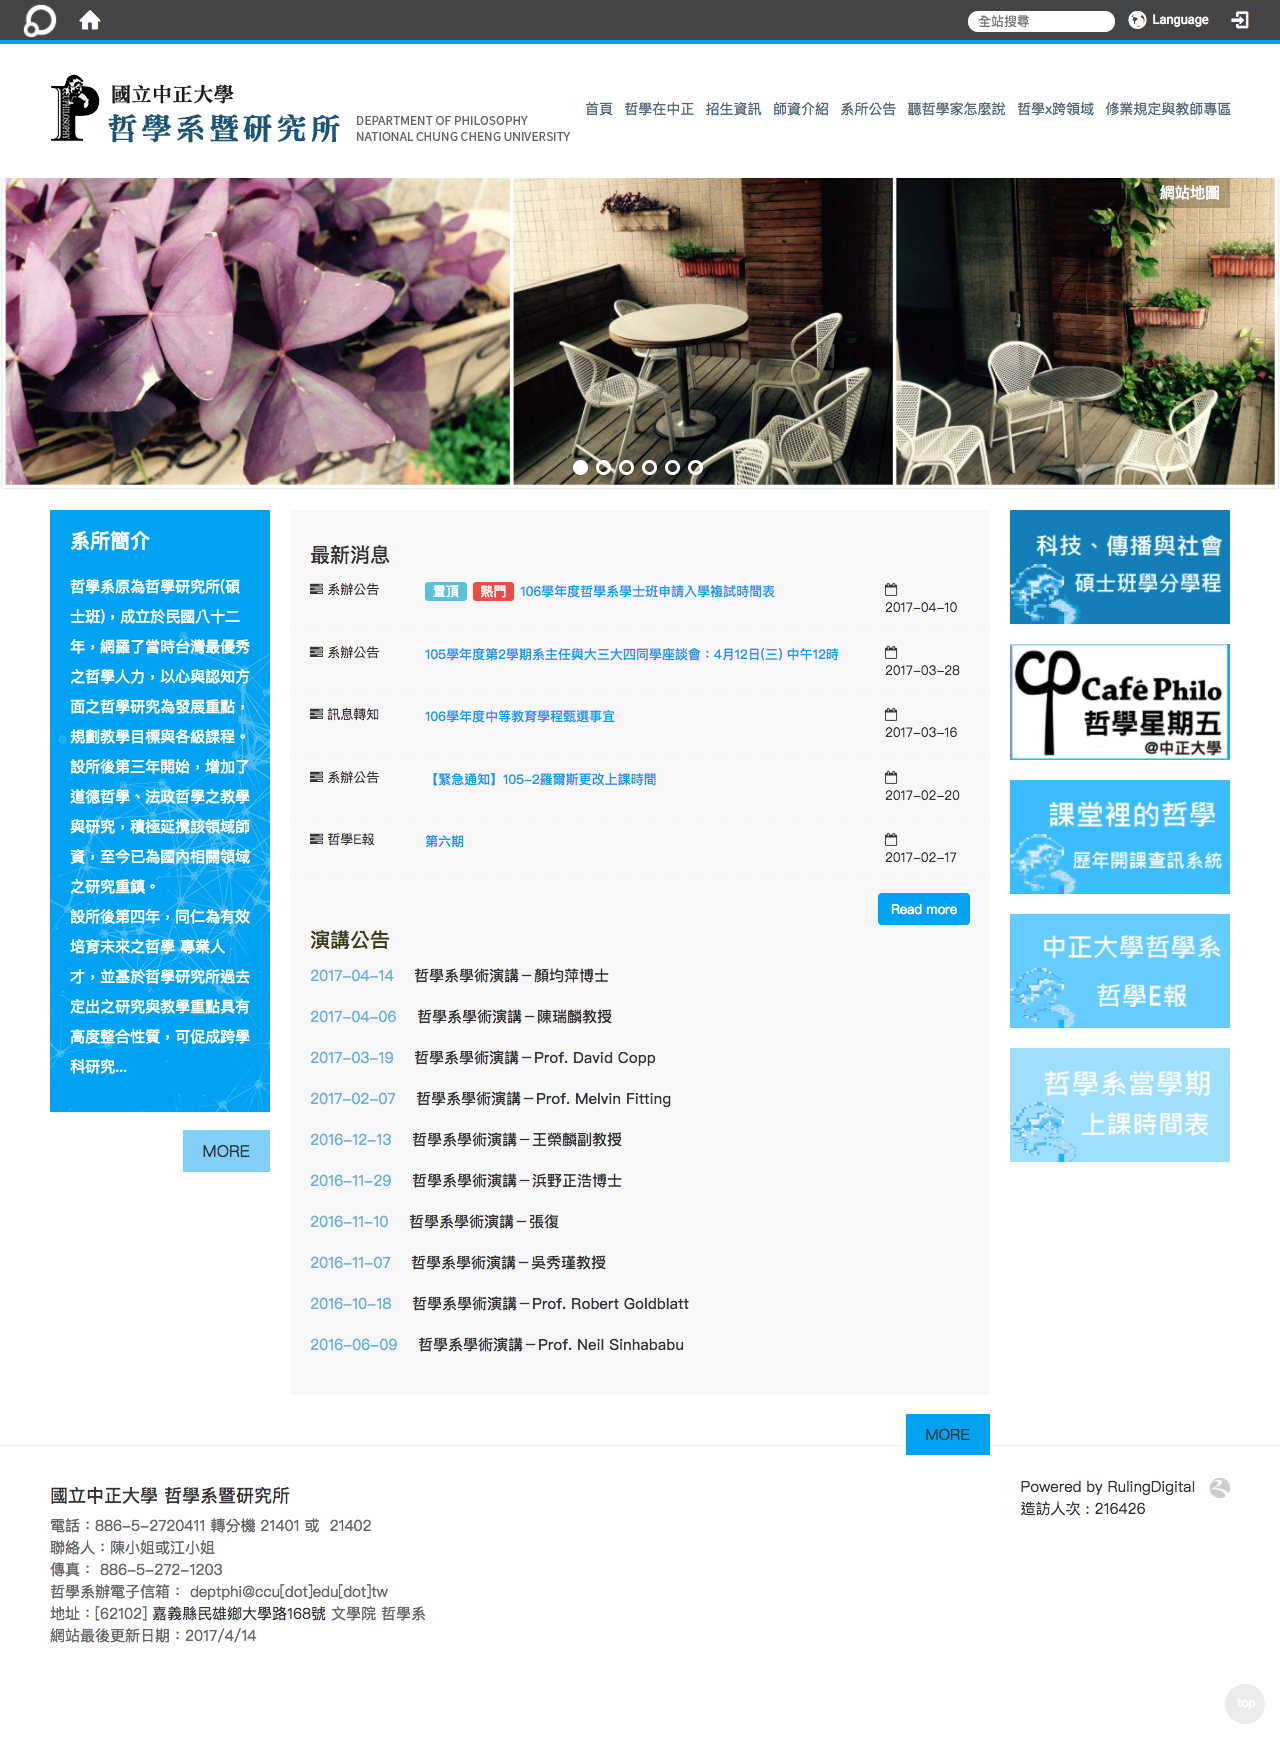 全站搜尋
Language
國立中正大學
哲學系暨研究所
DEPARTMENT OF PHILOSOPHY
NATIONAL CHUNG CHENG UNIVERSITY
首頁 哲學在中正 招生資訊 師資介紹 系所公告 聽哲學家怎麼說 哲學x跨領域 修業規定與教師專區
網站地圖
系所簡介
哲學系原為哲學研究所(碩
士班)，成立於民國八十二
年，網羅了當時台灣最優秀
之哲學人力，以心與認知方
面之哲學研究為發展重點，
規劃教學目標與各級課程。
設所後第三年開始，增加了
道德哲學、法政哲學之教學
與研究，積極延攬該領域師
資，至今已為國內相關領域
之研究重鎮。
設所後第四年，同仁為有效
培育未來之哲學 專業人
才，並基於哲學研究所過去
定出之研究與教學重點具有
高度整合性質，可促成跨學
科研究...
MORE
最新消息
系辦公告 置頂 熱門 106學年度哲學系學士班申請入學複試時間表 2017-04-10
系辦公告 105學年度第2學期系主任與大三大四同學座談會：4月12日(三) 中午12時 2017-03-28
訊息轉知 106學年度中等教育學程甄選事宜 2017-03-16
系辦公告 【緊急通知】105-2羅爾斯更改上課時間 2017-02-20
哲學E報 第六期 2017-02-17
Read more
演講公告
2017-04-14 哲學系學術演講－顏均萍博士
2017-04-06 哲學系學術演講－陳瑞麟教授
2017-03-19 哲學系學術演講－Prof. David Copp
2017-02-07 哲學系學術演講－Prof. Melvin Fitting
2016-12-13 哲學系學術演講－王榮麟副教授
2016-11-29 哲學系學術演講－浜野正浩博士
2016-11-10 哲學系學術演講－張復
2016-11-07 哲學系學術演講－吳秀瑾教授
2016-10-18 哲學系學術演講－Prof. Robert Goldblatt
2016-06-09 哲學系學術演講－Prof. Neil Sinhababu
MORE
科技、傳播與社會
碩士班學分學程
Café Philo
哲學星期五
@中正大學
課堂裡的哲學
歷年開課查訊系統
中正大學哲學系
哲學E報
哲學系當學期
上課時間表
國立中正大學 哲學系暨研究所
電話：886-5-2720411 轉分機 21401 或 21402
聯絡人：陳小姐或江小姐
傳真： 886-5-272-1203
哲學系辦電子信箱： deptphi@ccu[dot]edu[dot]tw
地址：[62102] 嘉義縣民雄鄉大學路168號 文學院 哲學系
網站最後更新日期：2017/4/14
Powered by RulingDigital
造訪人次 : 216426
top